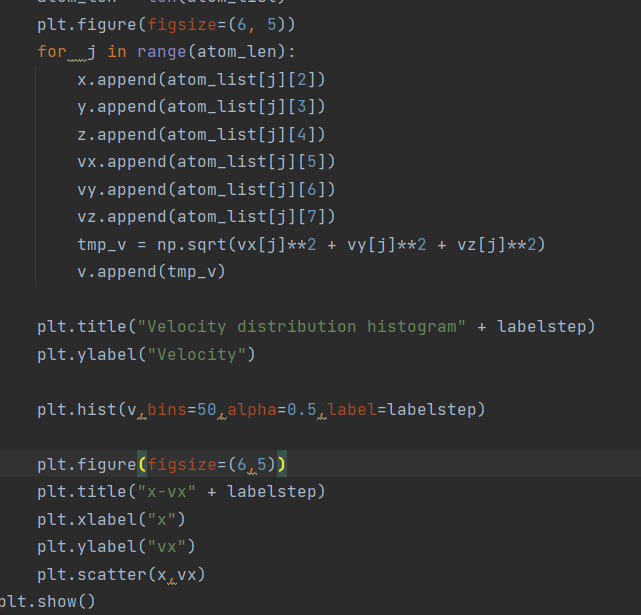 plt.figure(figsize=(6, 5))
for  j in range(atom_len):
x.append(atom_list[j][2])
y.append(atom_list[j][3])
z.append(atom_list[j][4])
vx.append(atom_list[j][5])
vy.append(atom_list[j][6])
vz.append(atom_list[j][7])
tmp_v = np.sqrt(vx[j]**2 + vy[j]**2 + vz[j]**2)
v.append(tmp_v)
plt.title("Velocity distribution histogram" + labelstep)
plt.ylabel("Velocity")
plt.hist(v,bins=50,alpha=0.5,label=labelstep)
plt.figure(figsize=(6,5))
plt.title("x-vx" + labelstep)
plt.xlabel("x")
plt.ylabel("vx")
plt.scatter(x,vx)
plt.show()